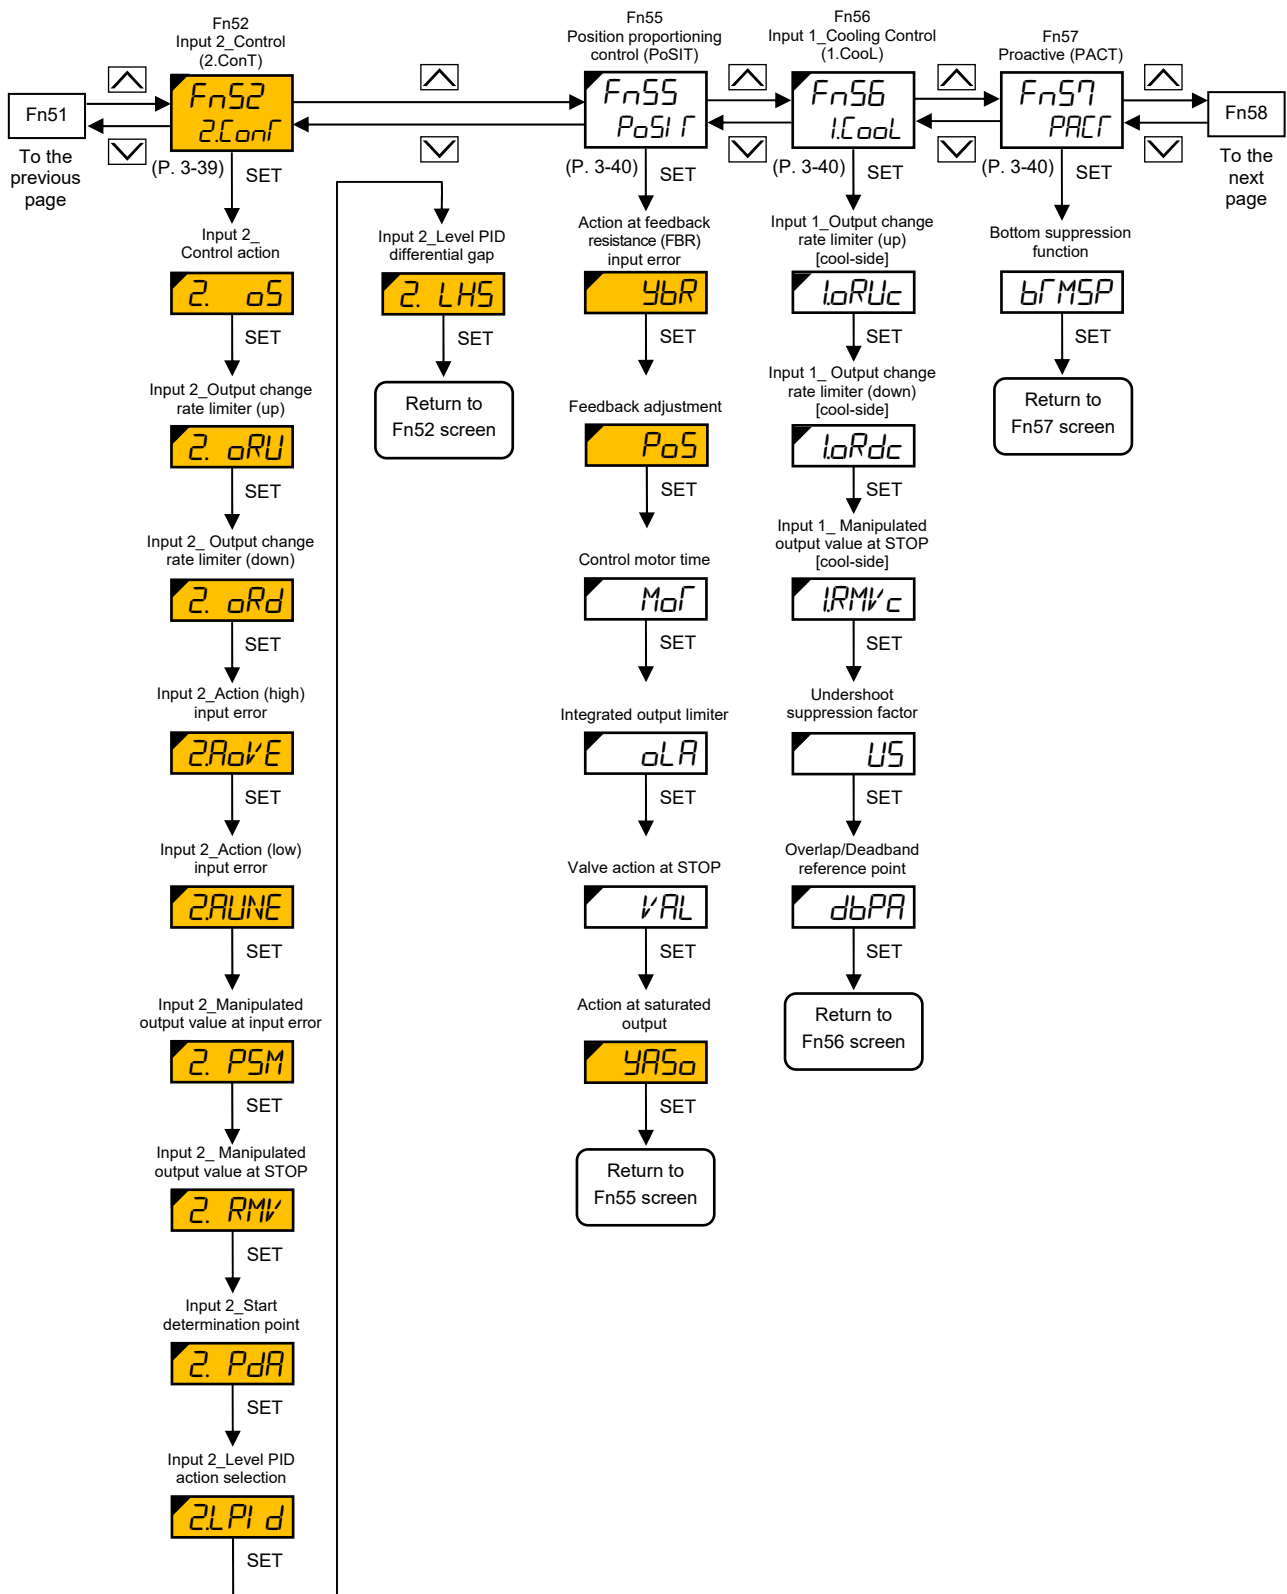 Fn51
To the
previous
page
Fn52
Input 2_Control
(2.ConT)
Fn52
2.ConT
(P. 3-39)
SET
Input 2_
Control action
2. oS
SET
Input 2_Output change
rate limiter (up)
2. oRU
SET
Input 2_ Output change
rate limiter (down)
2. oRd
SET
Input 2_Action (high)
input error
2.AoVE
SET
Input 2_Action (low)
input error
2.AUNE
SET
Input 2_Manipulated
output value at input error
2. PSM
SET
Input 2_ Manipulated
output value at STOP
2. RMV
SET
Input 2_Start
determination point
2. PdA
SET
Input 2_Level PID
action selection
2.LPI d
SET
Input 2_Level PID
differential gap
2. LHS
SET
Return to
Fn52 screen
Fn55
Position proportioning
control (PoSIT)
Fn55
PoSIT
(P. 3-40)
SET
Action at feedback
resistance (FBR)
input error
YbR
SET
Feedback adjustment
PoS
SET
Control motor time
MoT
SET
Integrated output limiter
oLA
SET
Valve action at STOP
VAL
SET
Action at saturated
output
YASo
SET
Return to
Fn55 screen
Fn56
Input 1_Cooling Control
(1.CooL)
Fn56
1.CooL
(P. 3-40)
SET
Input 1_Output change
rate limiter (up)
[cool-side]
1.oRUc
SET
Input 1_ Output change
rate limiter (down)
[cool-side]
1.oRdc
SET
Input 1_ Manipulated
output value at STOP
[cool-side]
1.RMVc
SET
Undershoot
suppression factor
US
SET
Overlap/Deadband
reference point
dbPA
SET
Return to
Fn56 screen
Fn57
Proactive (PACT)
Fn57
PACT
(P. 3-40)
SET
Bottom suppression
function
bTMSP
SET
Return to
Fn57 screen
Fn58
To the
next
page